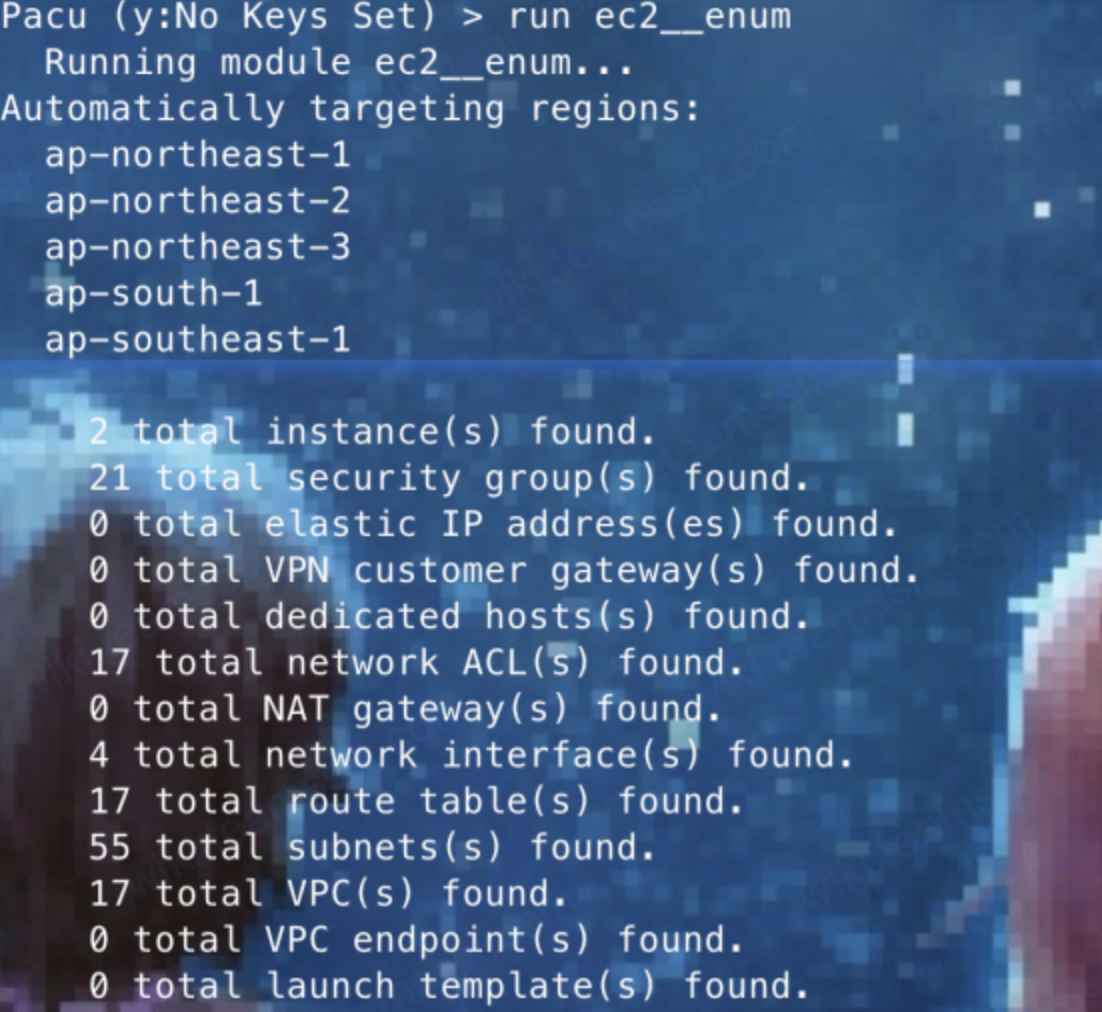 Pacu (y:No Keys Set) > run ec2__enum
Running module ec2__enum...
Automatically targeting regions:
ap-northeast-1
ap-northeast-2
ap-northeast-3
ap-south-1
ap-southeast-1
2 total instance(s) found.
21 total security group(s) found.
0 total elastic IP address(es) found.
0 total VPN customer gateway(s) found.
0 total dedicated hosts(s) found.
17 total network ACL(s) found.
0 total NAT gateway(s) found.
4 total network interface(s) found.
17 total route table(s) found.
55 total subnets(s) found.
17 total VPC(s) found.
0 total VPC endpoint(s) found.
0 total launch template(s) found.